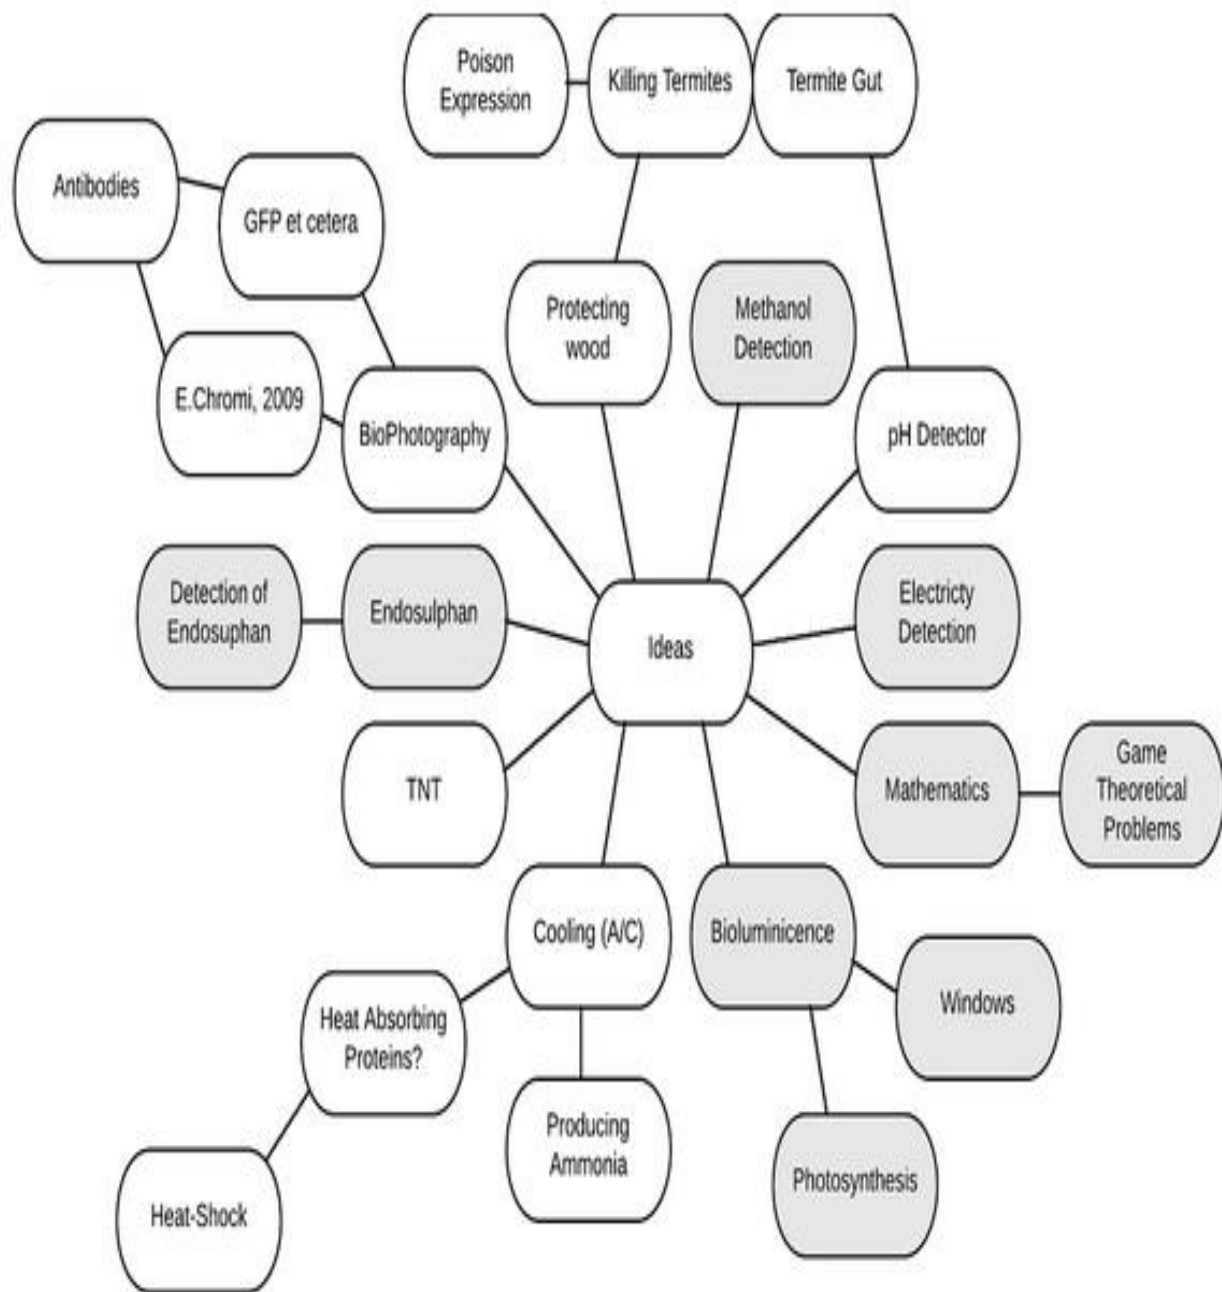 Poison
Expression
Killing Termites
Termite Gut
Antibodies
GFP et cetera
Protecting
wood
Methanol
Detection
E.Chromi, 2009
BioPhotography
pH Detector
Detection of
Endosuphan
Endosulphan
Ideas
Electricty
Detection
TNT
Mathematics
Game
Theoretical
Problems
Cooling (A/C)
Bioluminicence
Windows
Heat Absorbing
Proteins?
Producing
Ammonia
Photosynthesis
Heat-Shock